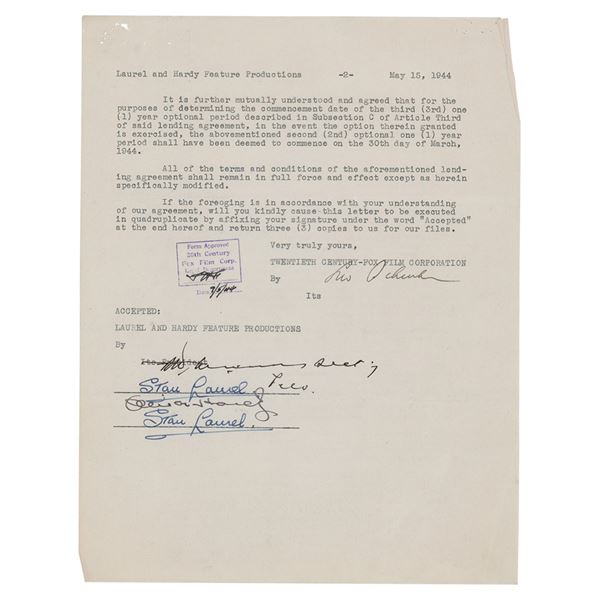 Laurel and Hardy Feature Productions -2- May 15, 1944
It is further mutually understood and agreed that for the
purposes of determining the commencement date of the third (3rd) one
(1) year optional period described in Subsection C of Article Third
of said lending agreement, in the event the option therein granted
is exercised, the abovementioned second (2nd) optional one (1) year
period shall have been deemed to commence on the 30th day of March,
1944.
All of the terms and conditions of the aforementioned lend-
ing agreement shall remain in full force and effect except as herein
specifically modified.
If the foregoing is in accordance with your understanding
of our agreement, will you kindly cause this letter to be executed
in quadruplicate by affixing your signature under the word "Accepted"
at the end hereof and return three (3) copies to us for our files.
Very truly yours,
Form Approved
20th Century
Fox Film Corp.
Date
TWENTIETH CENTURY-FOX FILM CORPORATION
By
Its
ACCEPTED:
LAUREL AND HARDY FEATURE PRODUCTIONS
By
Its President
Stan Laurel
Oliver Hardy
Stan Laurel.